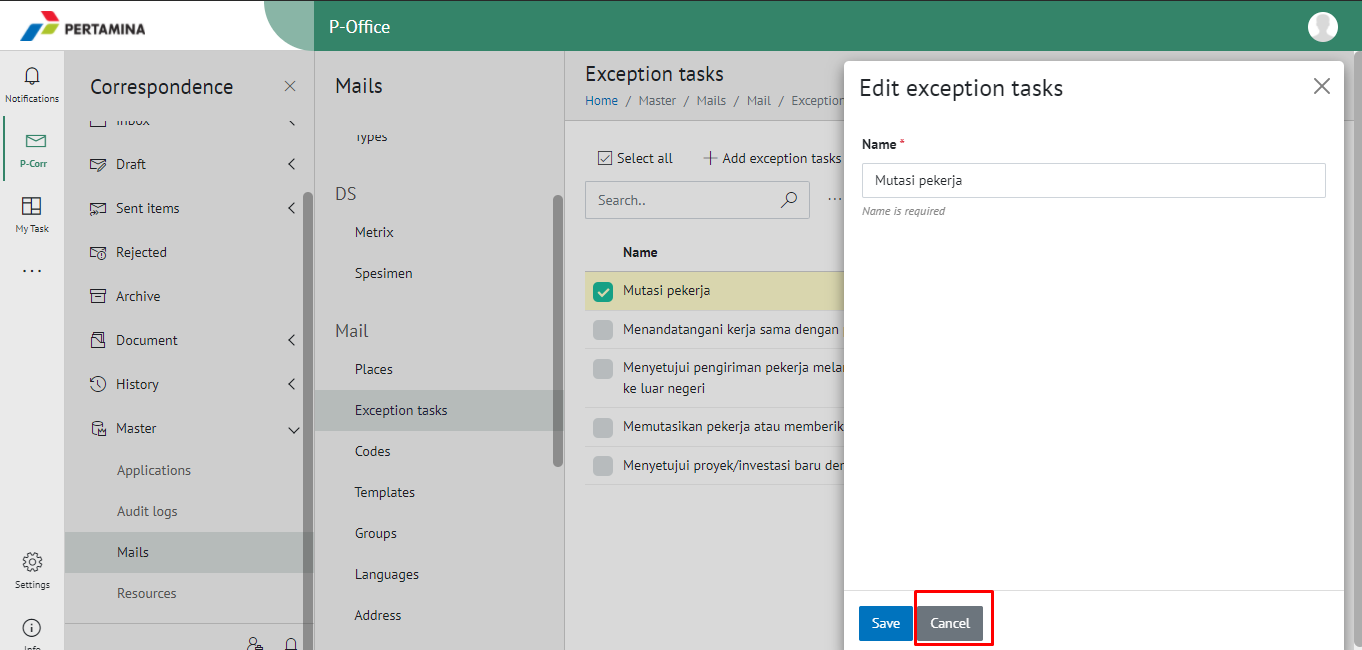 PERTAMINA
P-Office
Notifications
P-Corr
My Task
Settings
Info
Correspondence
Inbox
Draft
Sent items
Rejected
Archive
Document
History
Master
Applications
Audit logs
Mails
Resources
Mails
Types
DS
Metrix
Spesimen
Mail
Places
Exception tasks
Codes
Templates
Groups
Languages
Address
Exception tasks
Home / Master / Mails / Mail / Exception
Select all
Add exception tasks
Search..
Name
Mutasi pekerja
Menandatangani kerja sama dengan
Menyetujui pengiriman pekerja
ke luar negeri
Memutasikan pekerja atau
Menyetujui proyek/investasi baru
Edit exception tasks
Name *
Mutasi pekerja
Name is required
Save
Cancel